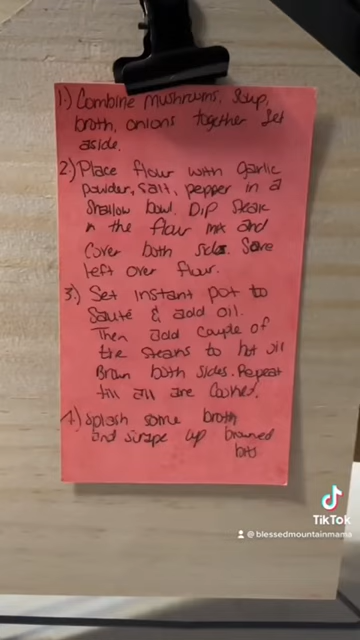 1.) Combine mushrooms, soup,
broth, onions together set
aside.
2.) Place flour with garlic
powder, salt, pepper in a
shallow bowl. Dip steak
in the flour mix and
cover both sides. Save
left over flour.
3.) Set instant pot to
Sauté & add oil.
Then add couple of
the steaks to hot oil
Brown both sides. Repeat
till all are cooked.
4.) Splash some broth
and scrape up browned
bits
TikTok
@blessedmountainmama